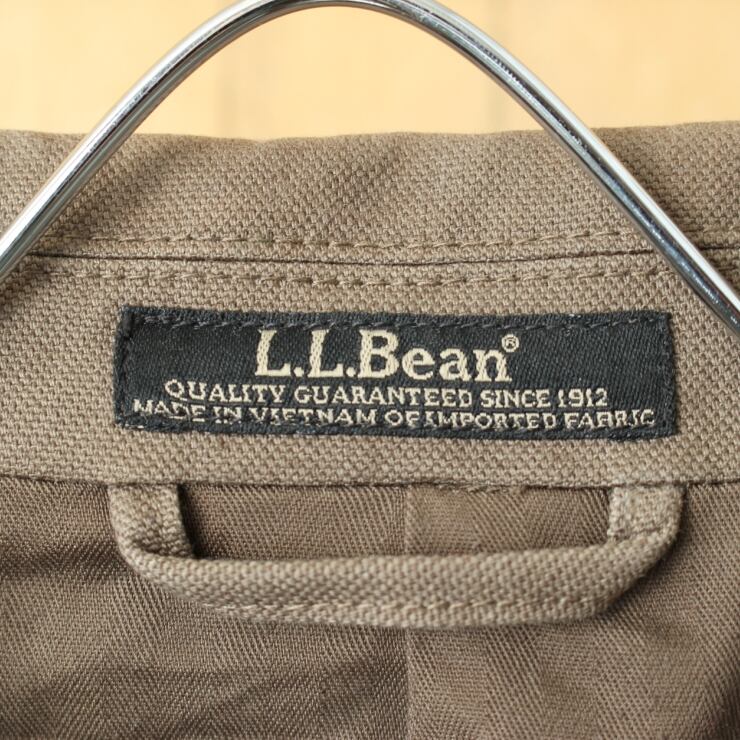 L.L.Bean®
QUALITY GUARANTEED SINCE 1912
MADE IN VIETNAM OF IMPORTED FABRIC